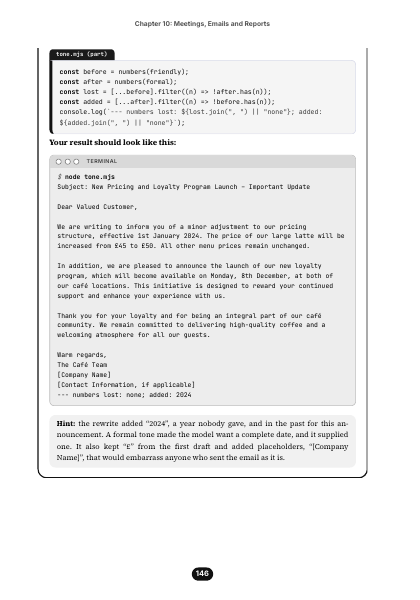 Chapter 10: Meetings, Emails and Reports
tone.mjs (part)
const before = numbers(friendly);
const after = numbers(formal);
const lost = [...before].filter((n) => !after.has(n));
const added = [...after].filter((n) => !before.has(n));
console.log(`--- numbers lost: ${lost.join(", ") || "none"}; added:
${added.join(", ") || "none"}`);
Your result should look like this:
TERMINAL
$ node tone.mjs
Subject: New Pricing and Loyalty Program Launch – Important Update
Dear Valued Customer,
We are writing to inform you of a minor adjustment to our pricing
structure, effective 1st January 2024. The price of our large latte will be
increased from £45 to £50. All other menu prices remain unchanged.
In addition, we are pleased to announce the launch of our new loyalty
program, which will become available on Monday, 8th December, at both of
our café locations. This initiative is designed to reward your continued
support and enhance your experience with us.
Thank you for your loyalty and for being an integral part of our café
community. We remain committed to delivering high-quality coffee and a
welcoming atmosphere for all our guests.
Warm regards,
The Café Team
[Company Name]
[Contact Information, if applicable]
--- numbers lost: none; added: 2024
Hint: the rewrite added “2024”, a year nobody gave, and in the past for this an-
nouncement. A formal tone made the model want a complete date, and it supplied
one. It also kept “£” from the first draft and added placeholders, “[Company
Name]”, that would embarrass anyone who sent the email as it is.
146